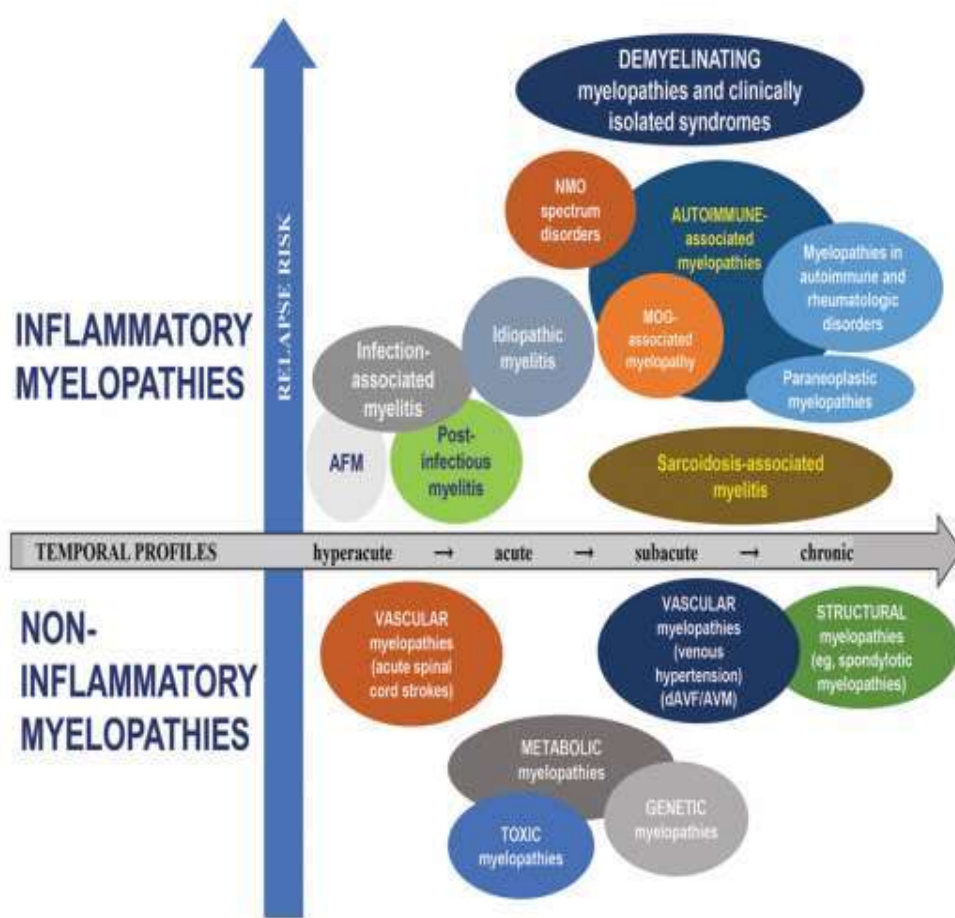 DEMYELINATING
myelopathies and clinically
isolated syndromes
NMO
spectrum
disorders
AUTOIMMUNE-
associated
myelopathies
Myelopathies in
autoimmune and
rheumatologic
disorders
RELAPSE RISK
INFLAMMATORY
MYELOPATHIES
Infection-
associated
myelitis
Idiopathic
myelitis
MOG-
associated
myelopathy
Paraneoplastic
myelopathies
AFM
Post-
infectious
myelitis
Sarcoidosis-associated
myelitis
TEMPORAL PROFILES hyperacute → acute → subacute → chronic
NON-
INFLAMMATORY
MYELOPATHIES
VASCULAR
myelopathies
(acute spinal
cord strokes)
VASCULAR
myelopathies
(venous
hypertension)
(dAVF/AVM)
STRUCTURAL
myelopathies
(eg, spondylotic
myelopathies)
METABOLIC
myelopathies
GENETIC
myelopathies
TOXIC
myelopathies